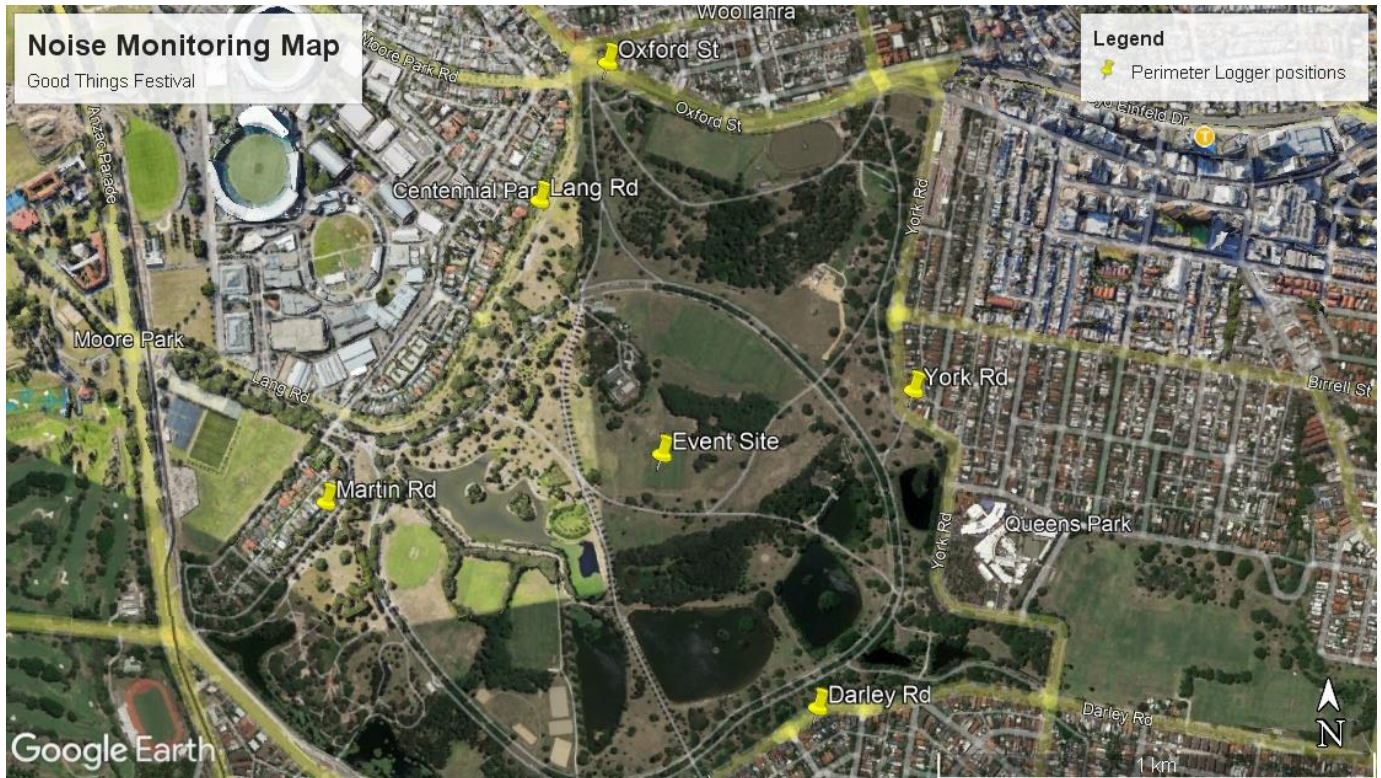 Noise Monitoring Map
Good Things Festival
Legend
Perimeter Logger positions
Woollahra
Oxford St
Moore Park Rd
Oxford St
Anzac Parade
Centennial Par
Lang Rd
York Rd
Moore Park
Lang Rd
York Rd
Birrell St
Event Site
Martin Rd
Queens Park
York Rd
Darley Rd
Darley Rd
N
Google Earth
1 km
T